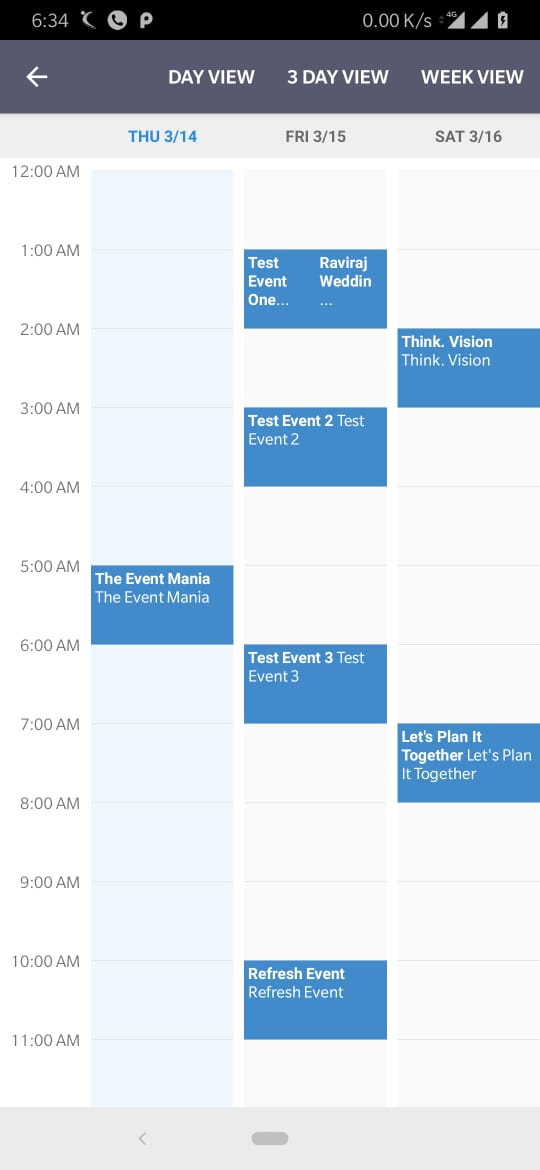 6:34
0.00 K/s
4G
DAY VIEW
3 DAY VIEW
WEEK VIEW
THU 3/14
FRI 3/15
SAT 3/16
12:00 AM
1:00 AM
Test
Event
One...
Raviraj
Weddin
...
2:00 AM
Think. Vision
Think. Vision
3:00 AM
Test Event 2 Test
Event 2
4:00 AM
5:00 AM
The Event Mania
The Event Mania
6:00 AM
Test Event 3 Test
Event 3
7:00 AM
Let's Plan It
Together Let's Plan
It Together
8:00 AM
9:00 AM
10:00 AM
Refresh Event
Refresh Event
11:00 AM